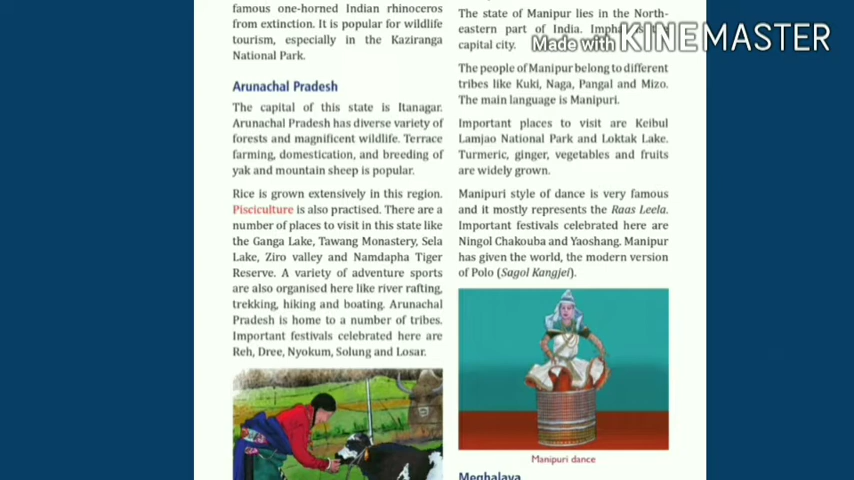 famous one-horned Indian rhinoceros
from extinction. It is popular for wildlife
tourism, especially in the Kaziranga
National Park.
Arunachal Pradesh
The capital of this state is Itanagar.
Arunachal Pradesh has diverse variety of
forests and magnificent wildlife. Terrace
farming, domestication, and breeding of
yak and mountain sheep is popular.
Rice is grown extensively in this region.
Pisciculture is also practised. There are a
number of places to visit in this state like
the Ganga Lake, Tawang Monastery, Sela
Lake, Ziro valley and Namdapha Tiger
Reserve. A variety of adventure sports
are also organised here like river rafting,
trekking, hiking and boating. Arunachal
Pradesh is home to a number of tribes.
Important festivals celebrated here are
Reh, Dree, Nyokum, Solung and Losar.
The state of Manipur lies in the North-
eastern part of India.
capital city.
Made with KINEMASTER
The people of Manipur belong to different
tribes like Kuki, Naga, Pangal and Mizo.
The main language is Manipuri.
Important places to visit are Keibul
Lamjao National Park and Loktak Lake.
Turmeric, ginger, vegetables and fruits
are widely grown.
Manipuri style of dance is very famous
and it mostly represents the Raas Leela.
Important festivals celebrated here are
Ningol Chakouba and Yaoshang. Manipur
has given the world, the modern version
of Polo (Sagol Kangjei).
Manipuri dance
Meghalaya